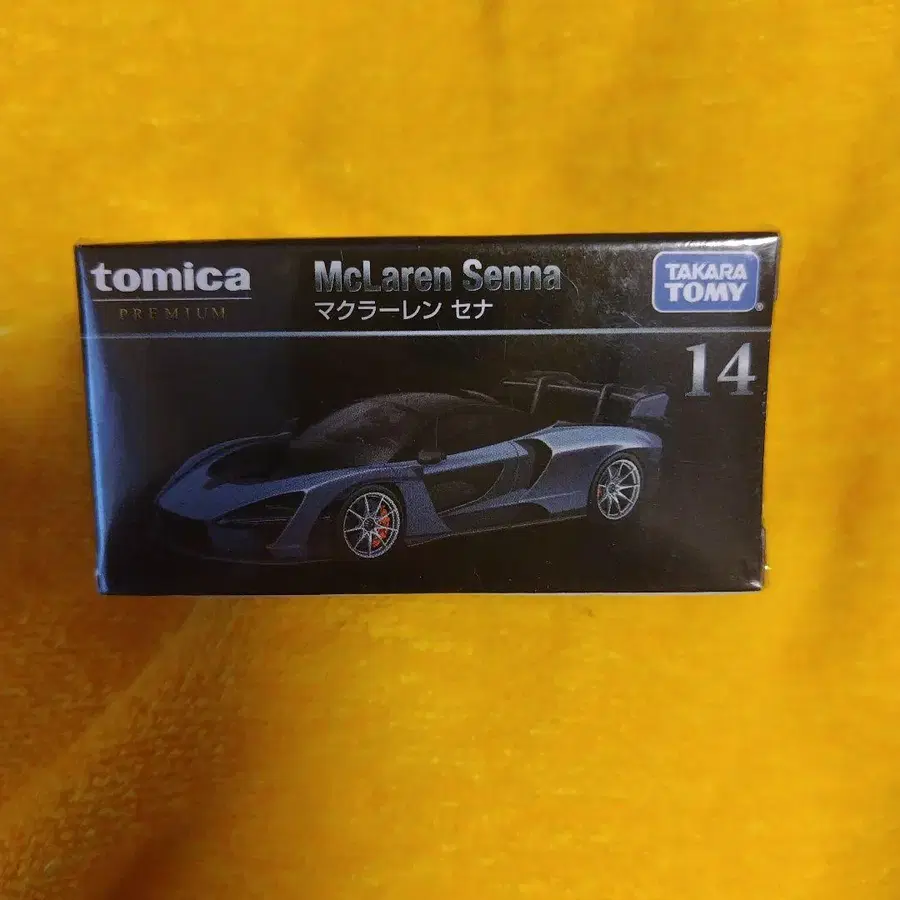 tomica
PREMIUM
McLaren Senna
マクラーレン セナ
TAKARA
TOMY®
14